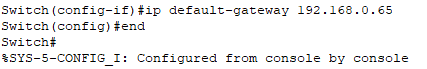 Switch(config-if)#ip default-gateway 192.168.0.65
Switch(config)#end
Switch#
%SYS-5-CONFIG_I: Configured from console by console